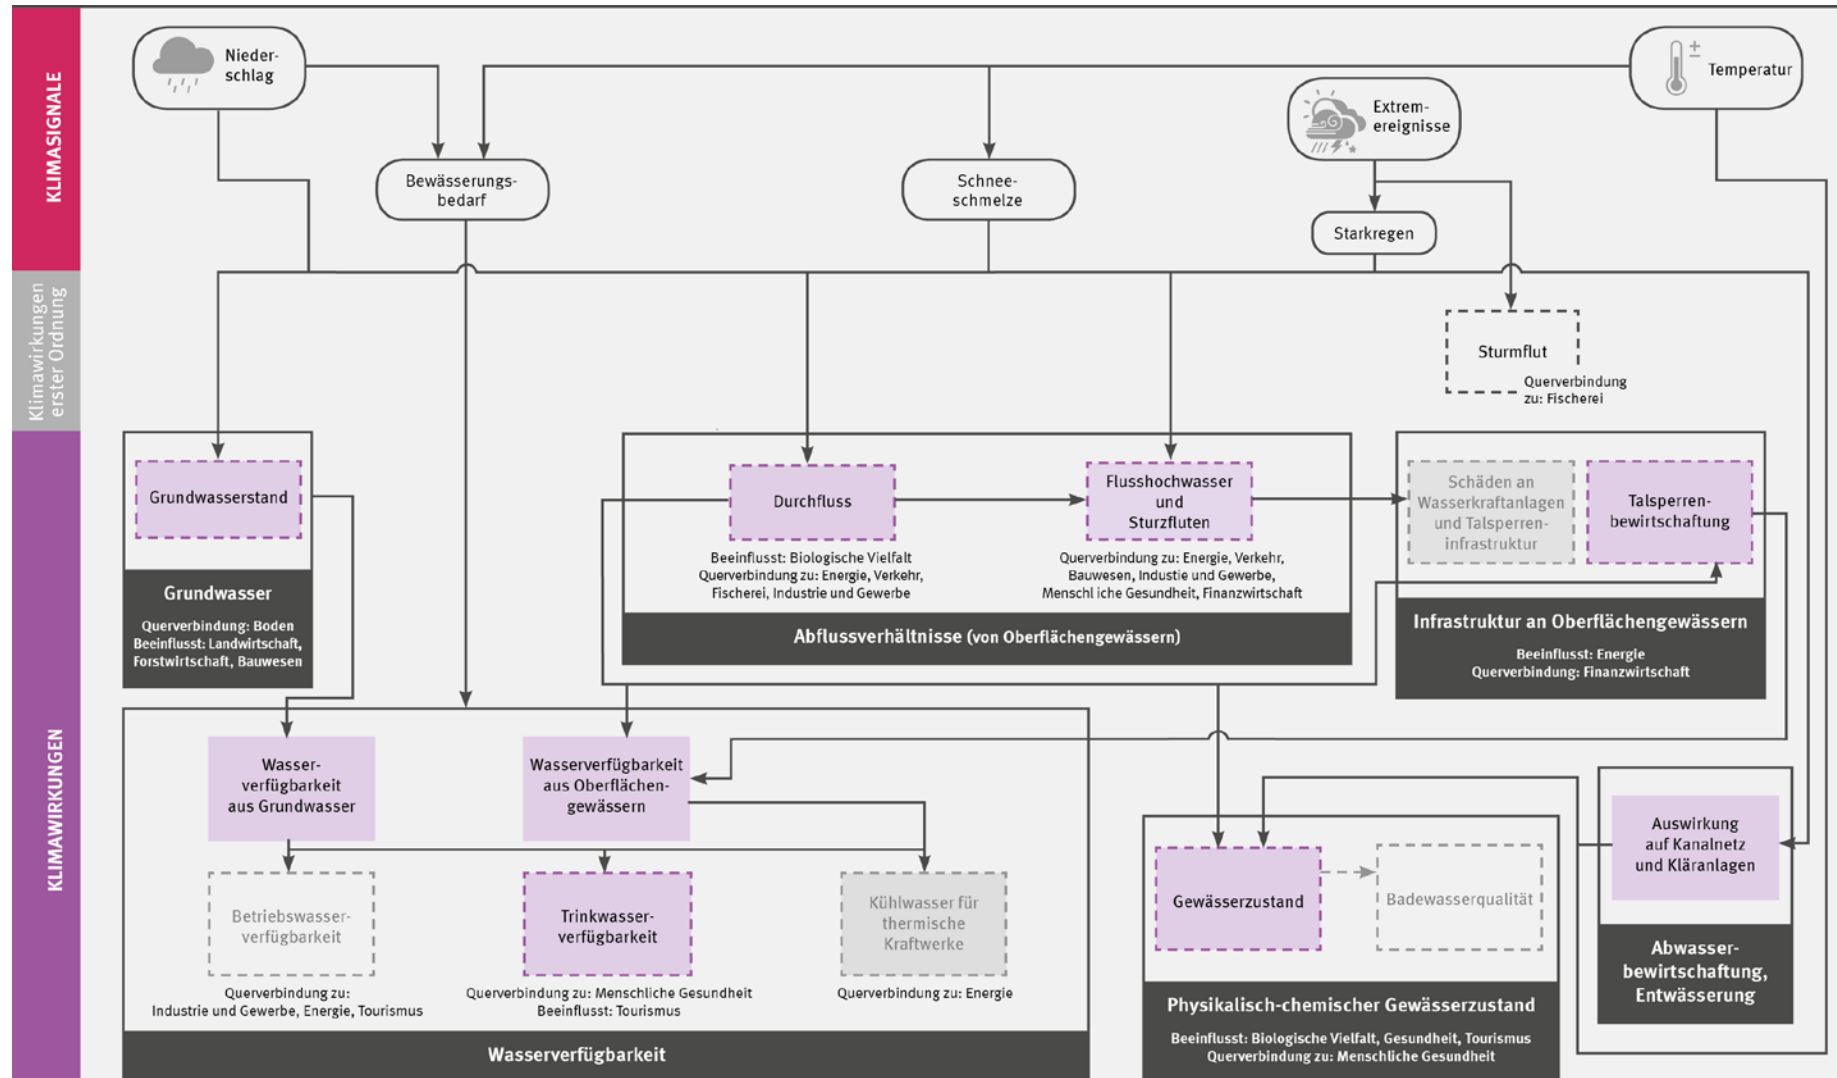 KLIMASIGNALE
Nieder-
schlag
Temperatur
Extrem-
ereignisse
Bewässerungs-
bedarf
Schnee-
schmelze
Starkregen
Klimawirkungen
erster Ordnung
Sturmflut
Querverbindung
zu: Fischerei
KLIMAWIRKUNGEN
Grundwasserstand
Grundwasser
Querverbindung: Boden
Beeinflusst: Landwirtschaft,
Forstwirtschaft, Bauwesen
Durchfluss
Beeinflusst: Biologische Vielfalt
Querverbindung zu: Energie, Verkehr,
Fischerei, Industrie und Gewerbe
Flusshochwasser
und
Sturzfluten
Querverbindung zu: Energie, Verkehr,
Bauwesen, Industie und Gewerbe,
Menschl iche Gesundheit, Finanzwirtschaft
Abflussverhältnisse (von Oberflächengewässern)
Schäden an
Wasserkraftanlagen
und Talsperren-
infrastruktur
Talsperren-
bewirtschaftung
Infrastruktur an Oberflächengewässern
Beeinflusst: Energie
Querverbindung: Finanzwirtschaft
Wasser-
verfügbarkeit
aus Grundwasser
Wasserverfügbarkeit
aus Oberflächen-
gewässern
Betriebswasser-
verfügbarkeit
Querverbindung zu:
Industrie und Gewerbe, Energie, Tourismus
Trinkwasser-
verfügbarkeit
Querverbindung zu: Menschliche Gesundheit
Beeinflusst: Tourismus
Kühlwasser für
thermische
Kraftwerke
Querverbindung zu: Energie
Wasserverfügbarkeit
Gewässerzustand
Badewasserqualität
Physikalisch-chemischer Gewässerzustand
Beeinflusst: Biologische Vielfalt, Gesundheit, Tourismus
Querverbindung zu: Menschliche Gesundheit
Auswirkung
auf Kanalnetz
und Kläranlagen
Abwasser-
bewirtschaftung,
Entwässerung